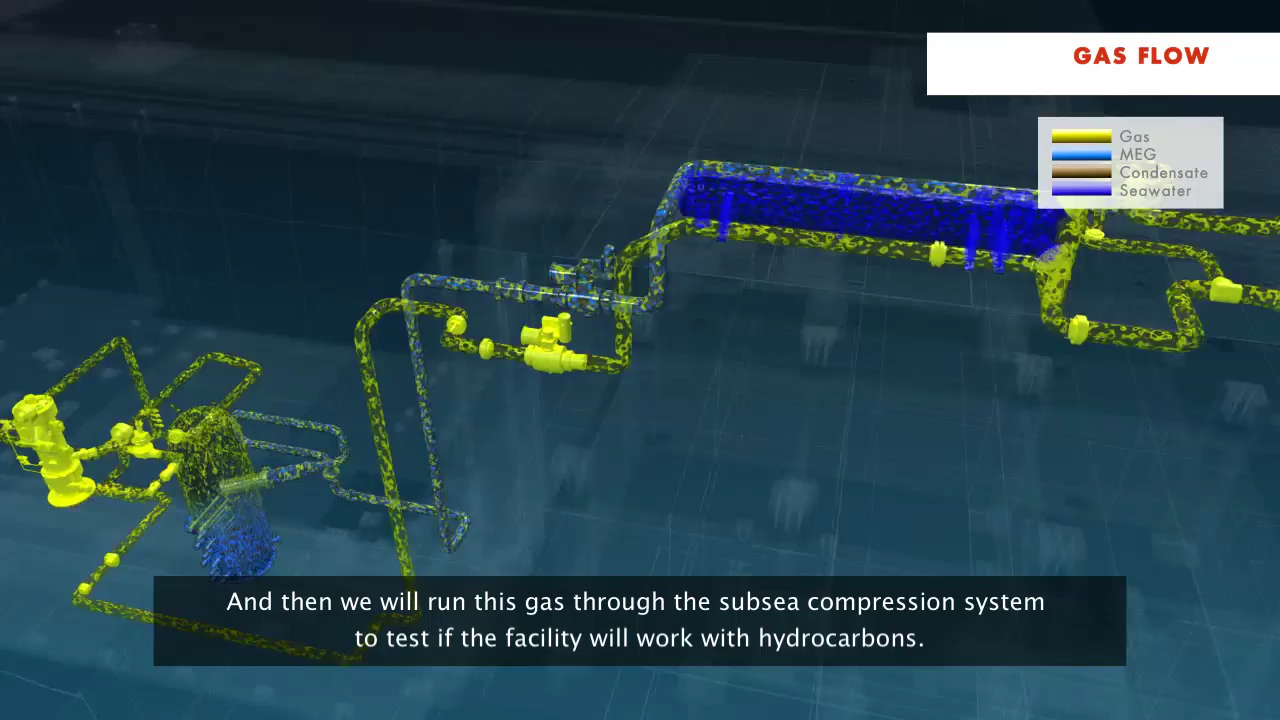 GAS FLOW
Gas
MEG
Condensate
Seawater
And then we will run this gas through the subsea compression system
to test if the facility will work with hydrocarbons.